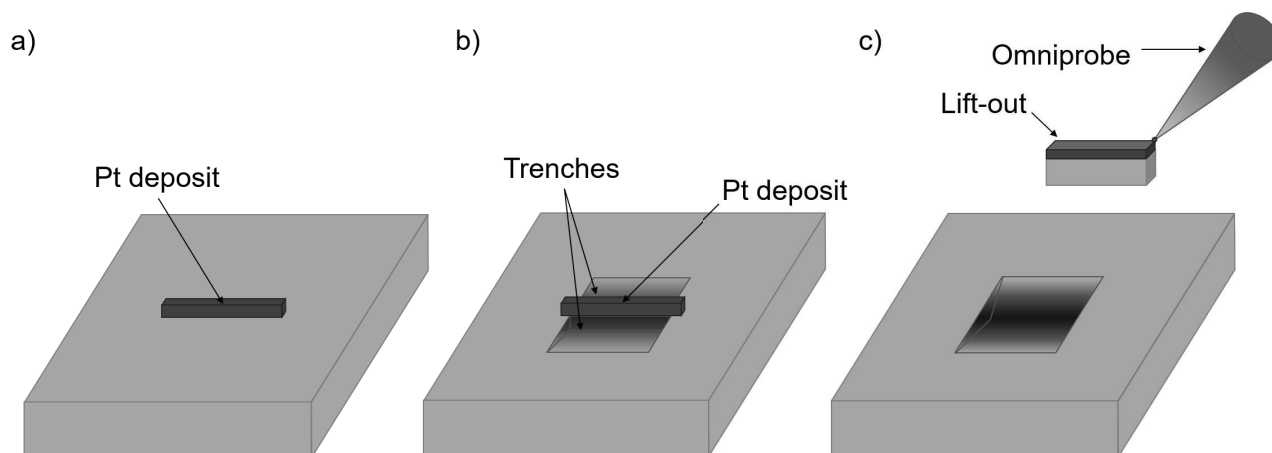 a)
Pt deposit
b)
Trenches
Pt deposit
c)
Omniprobe
Lift-out